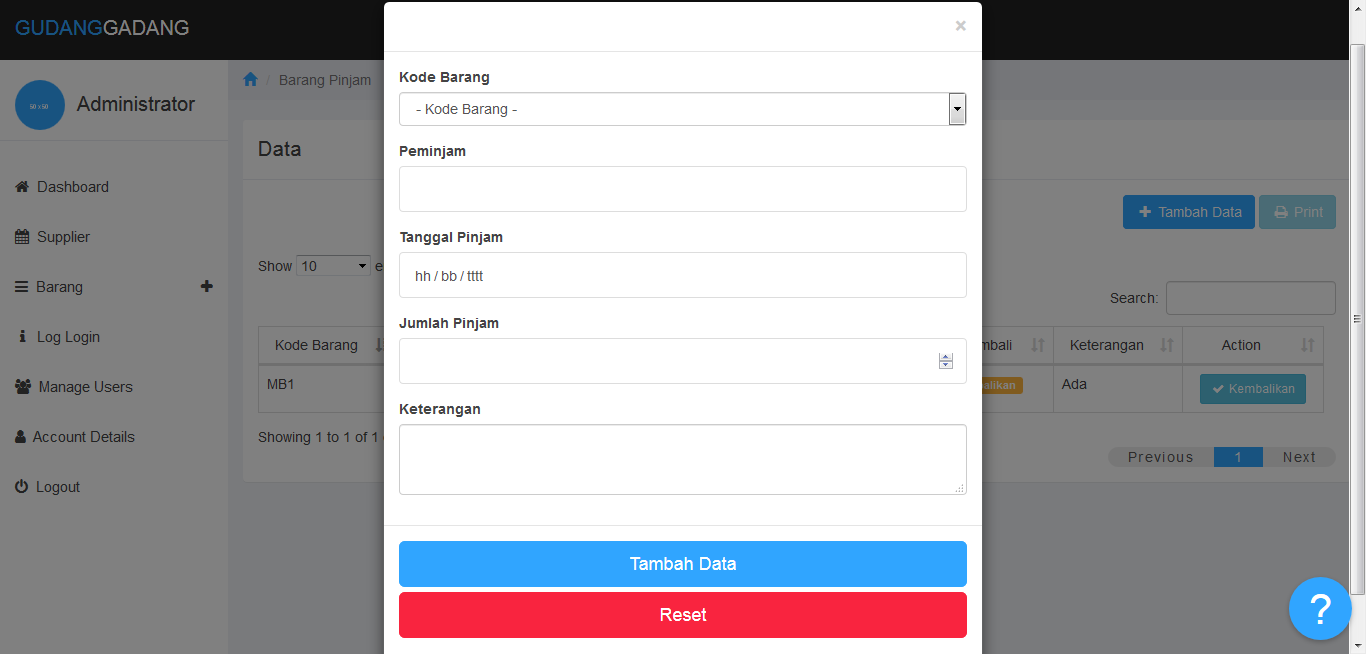 GUDANGGADANG
×
50 x 50
Administrator
/ Barang Pinjam
Data
Dashboard
Supplier
Barang
Log Login
Manage Users
Account Details
Logout
Kode Barang
- Kode Barang -
Peminjam
Tanggal Pinjam
hh / bb / tttt
Jumlah Pinjam
Keterangan
Tambah Data
Reset
Tambah Data
Print
Show 10 e
Search:
Kode Barang
mbali
Keterangan
Action
MB1
alikan
Ada
Kembalikan
Showing 1 to 1 of 1
Previous 1 Next
?